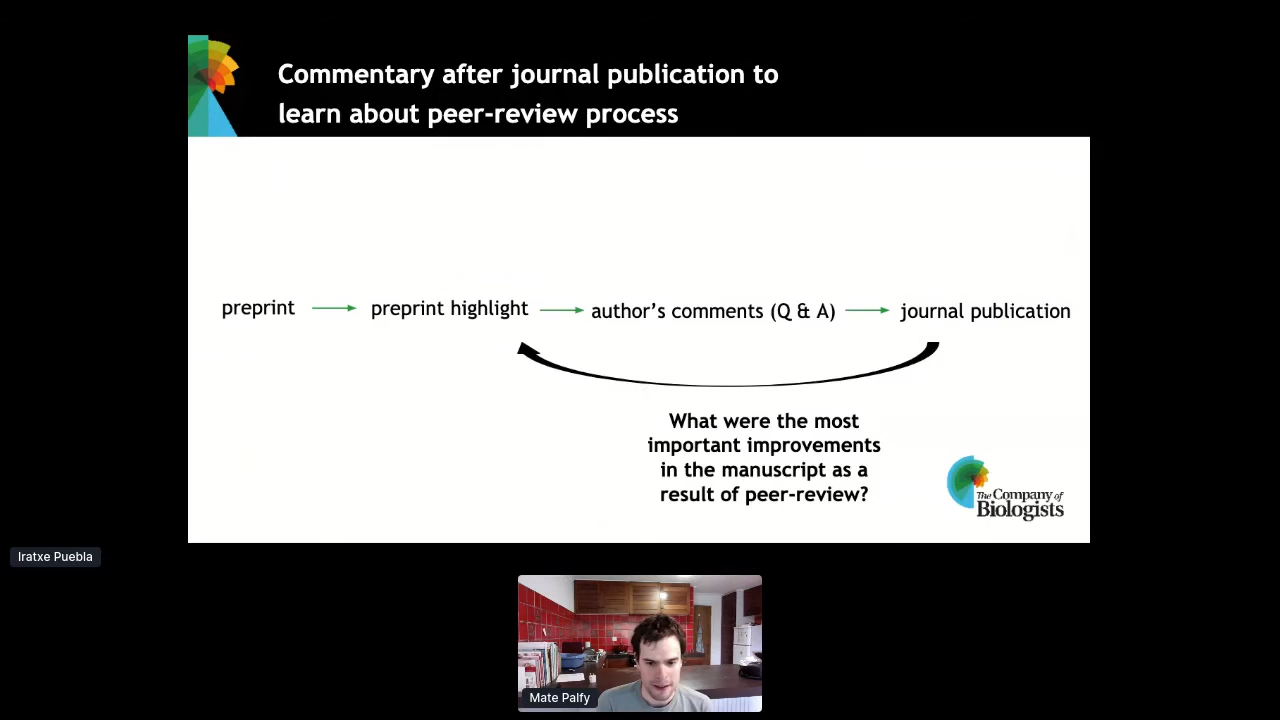 Commentary after journal publication to
learn about peer-review process
preprint
preprint highlight
author's comments (Q & A)
journal publication
What were the most
important improvements
in the manuscript as a
result of peer-review?
The Company of
Biologists
Iratxe Puebla
Mate Palfy